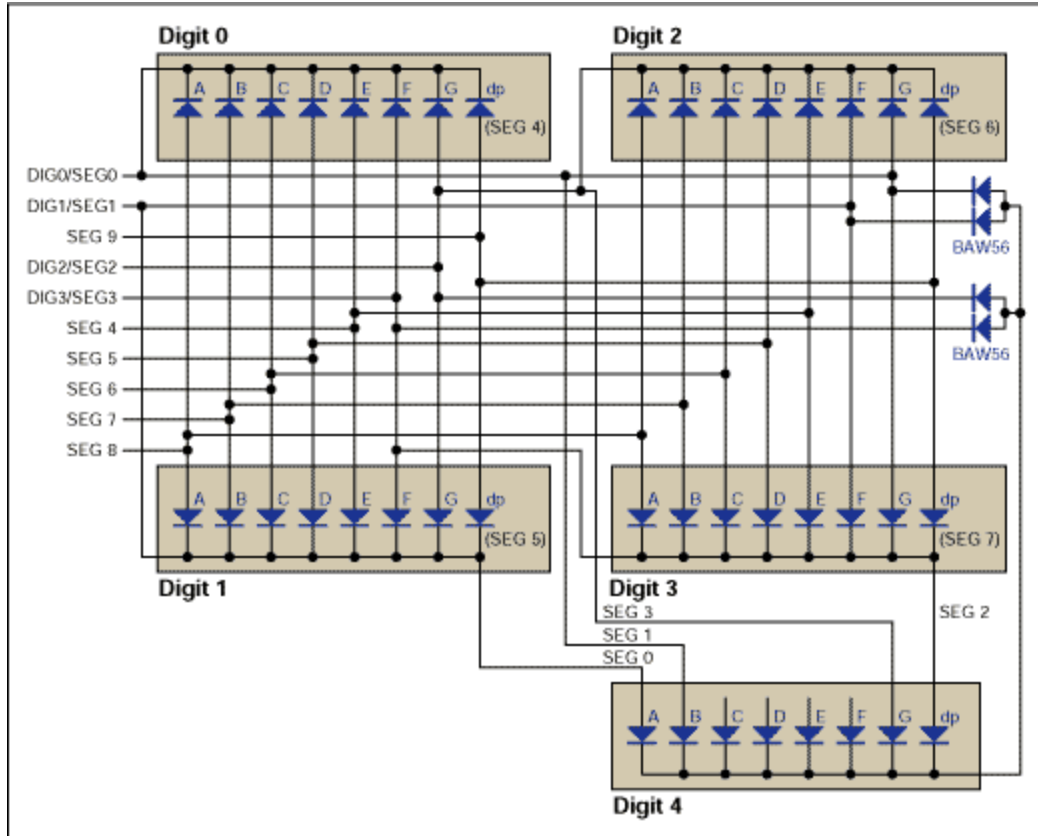 Digit 0
Digit 2
A B C D E F G dp
A B C D E F G dp
(SEG 4)
(SEG 6)
DIG0/SEG0
DIG1/SEG1
SEG 9
BAW56
DIG2/SEG2
DIG3/SEG3
SEG 4
BAW56
SEG 5
SEG 6
SEG 7
SEG 8
A B C D E F G dp
A B C D E F G dp
(SEG 5)
(SEG 7)
Digit 1
Digit 3
SEG 3
SEG 2
SEG 1
SEG 0
A B C D E F G dp
Digit 4